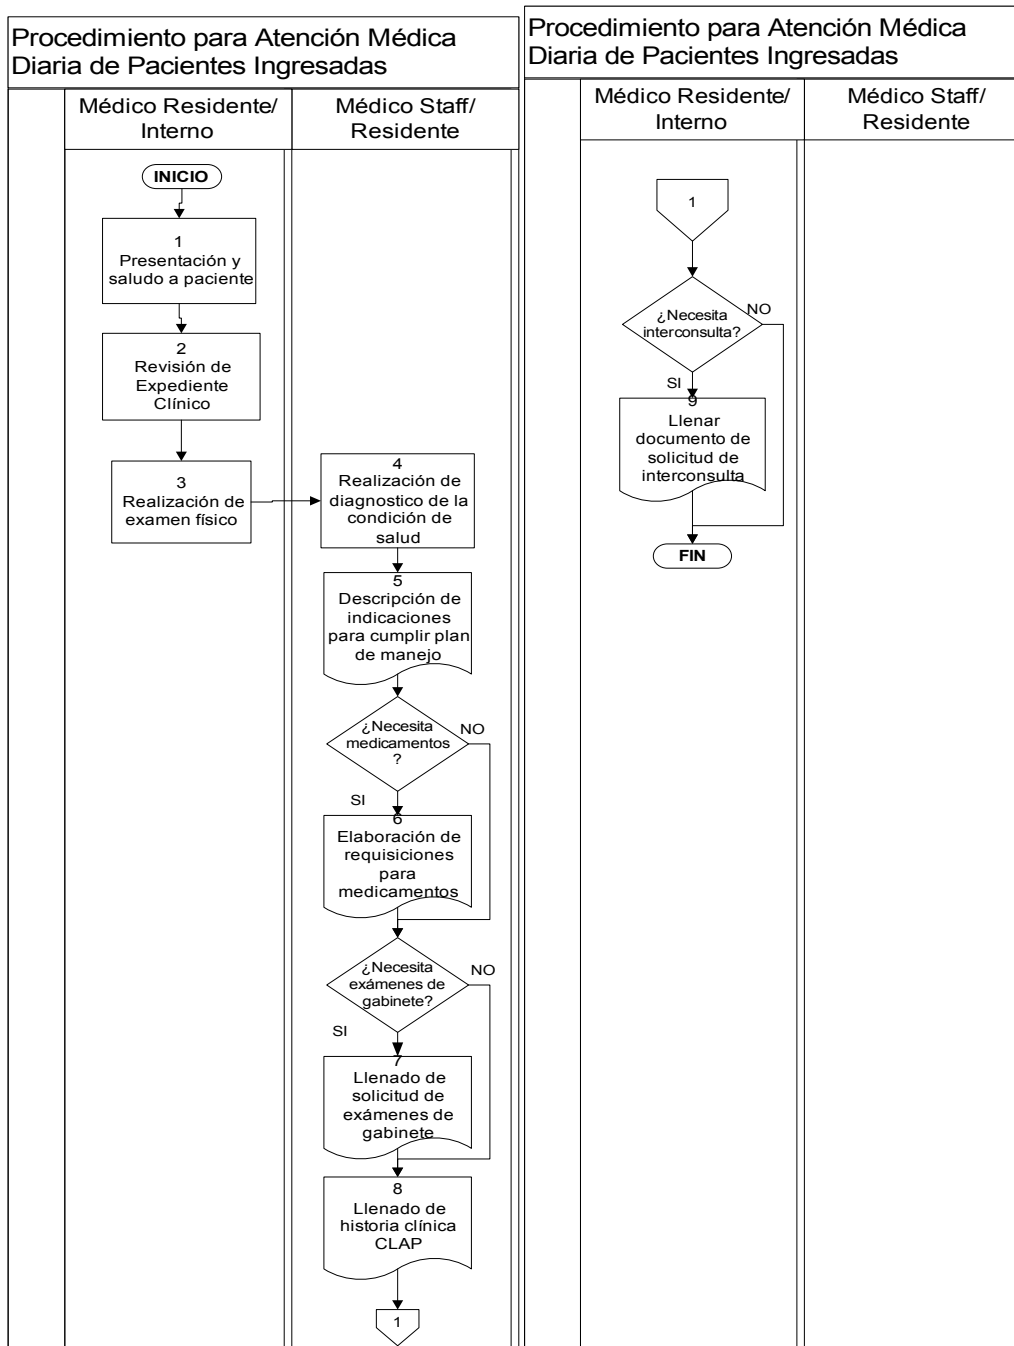 Procedimiento para Atención Médica
Diaria de Pacientes Ingresadas
Médico Residente/
Interno
Médico Staff/
Residente
INICIO
1
Presentación y
saludo a paciente
2
Revisión de
Expediente
Clínico
3
Realización de
examen físico
4
Realización de
diagnostico de la
condición de
salud
5
Descripción de
indicaciones
para cumplir plan
de manejo
¿Necesita
medicamentos
?
NO
SI
6
Elaboración de
requisiciones
para
medicamentos
¿Necesita
exámenes de
gabinete?
NO
SI
7
Llenado de
solicitud de
exámenes de
gabinete
8
Llenado de
historia clínica
CLAP
1
Procedimiento para Atención Médica
Diaria de Pacientes Ingresadas
Médico Residente/
Interno
Médico Staff/
Residente
1
¿Necesita
interconsulta?
NO
SI
9
Llenar
documento de
solicitud de
interconsulta
FIN